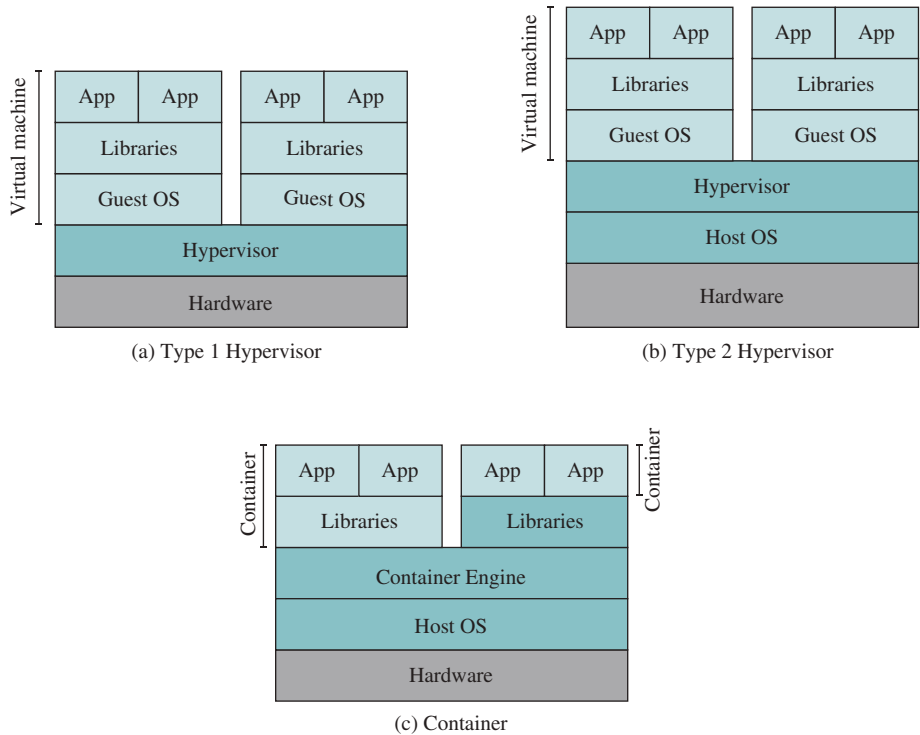 Virtual machine
App App App App
Libraries Libraries
Guest OS Guest OS
Hypervisor
Hardware
(a) Type 1 Hypervisor
Virtual machine
App App App App
Libraries Libraries
Guest OS Guest OS
Hypervisor
Host OS
Hardware
(b) Type 2 Hypervisor
Container
App App App App
Container
Libraries Libraries
Container Engine
Host OS
Hardware
(c) Container